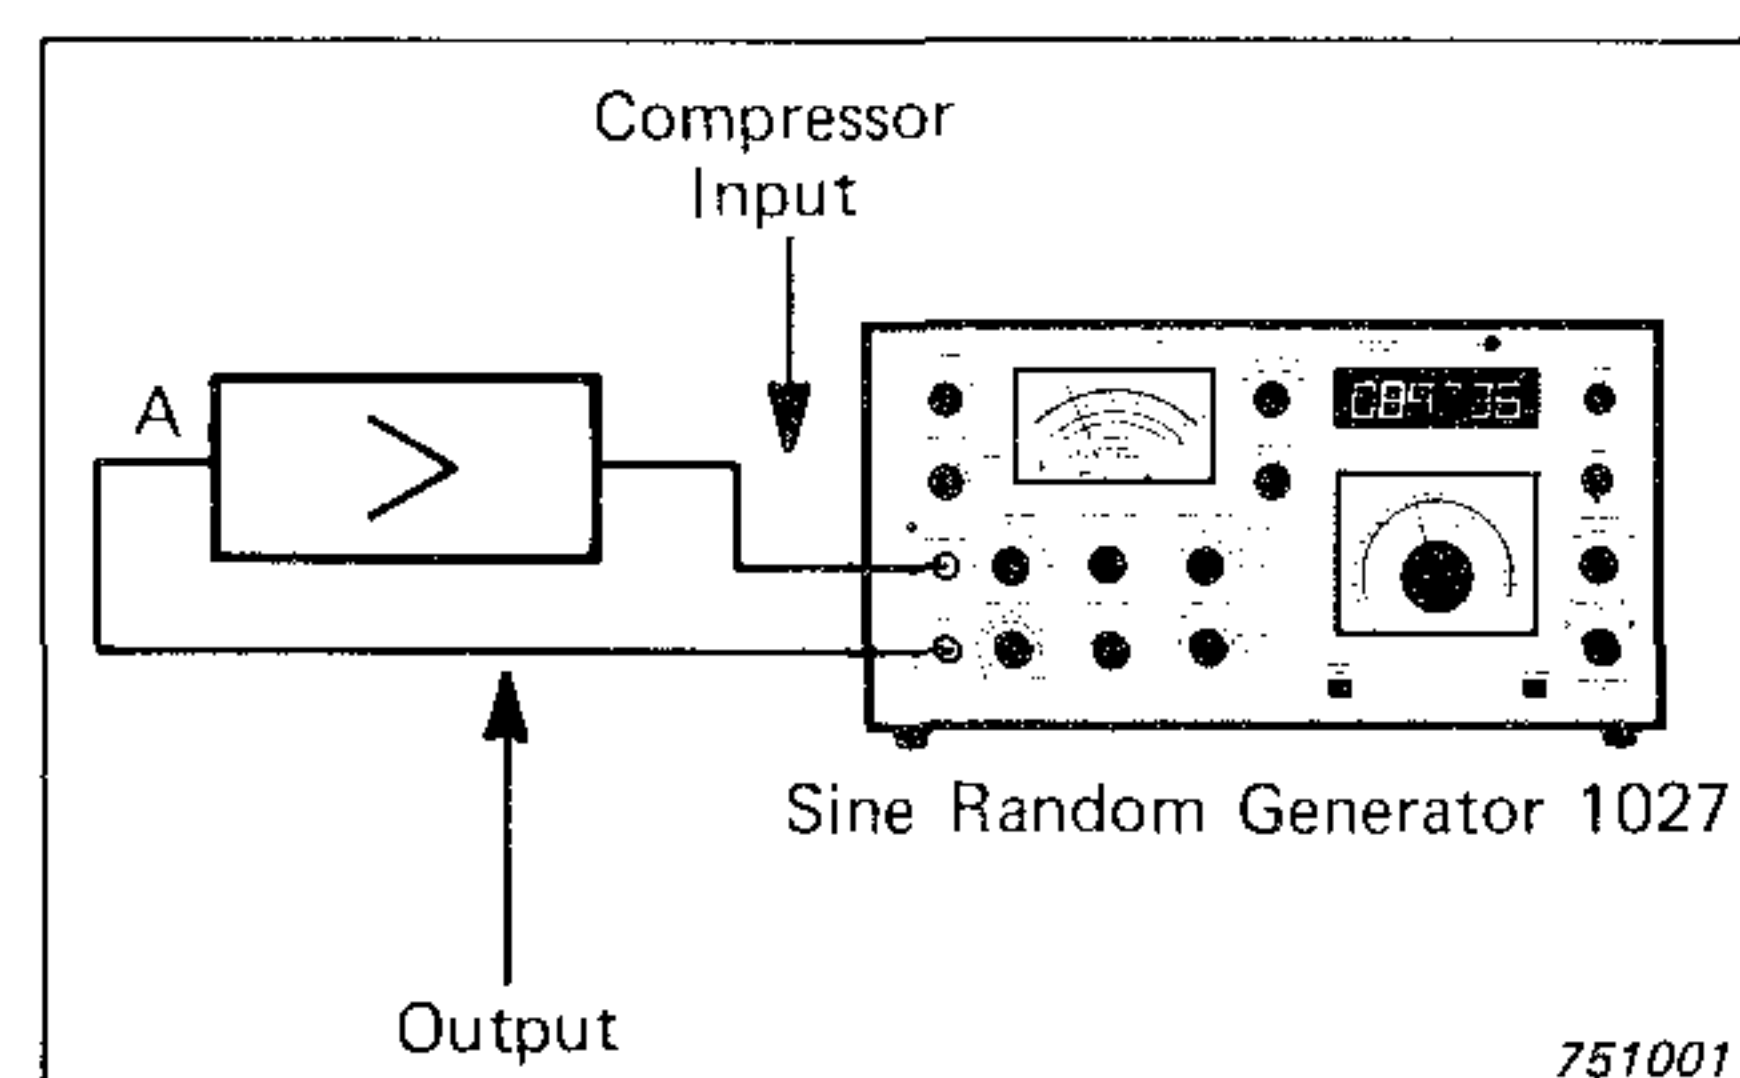 Compressor
Input
A
>
Sine Random Generator 1027
Output
751001